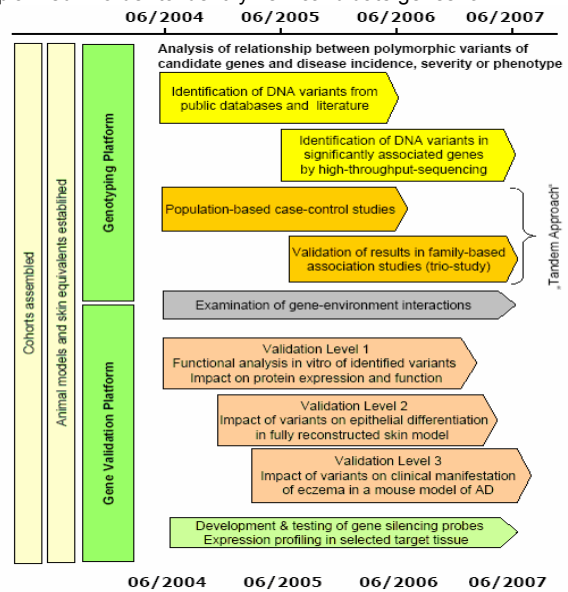 06/2004 06/2005 06/2006 06/2007
Analysis of relationship between polymorphic variants of
candidate genes and disease incidence, severity or phenotype
Identification of DNA variants from
public databases and literature
Identification of DNA variants in
significantly associated genes
by high-throughput-sequencing
Population-based case-control studies
Validation of results in family-based
association studies (trio-study)
„Tandem Approach“
Examination of gene-environment interactions
Validation Level 1
Functional analysis in vitro of identified variants
Impact on protein expression and function
Validation Level 2
Impact of variants on epithelial differentiation
in fully reconstructed skin model
Validation Level 3
Impact of variants on clinical manifestation
of eczema in a mouse model of AD
Development & testing of gene silencing probes
Expression profiling in selected target tissue
Cohorts assembled
Animal models and skin equivalents established
Genotyping Platform
Gene Validation Platform
06/2004 06/2005 06/2006 06/2007